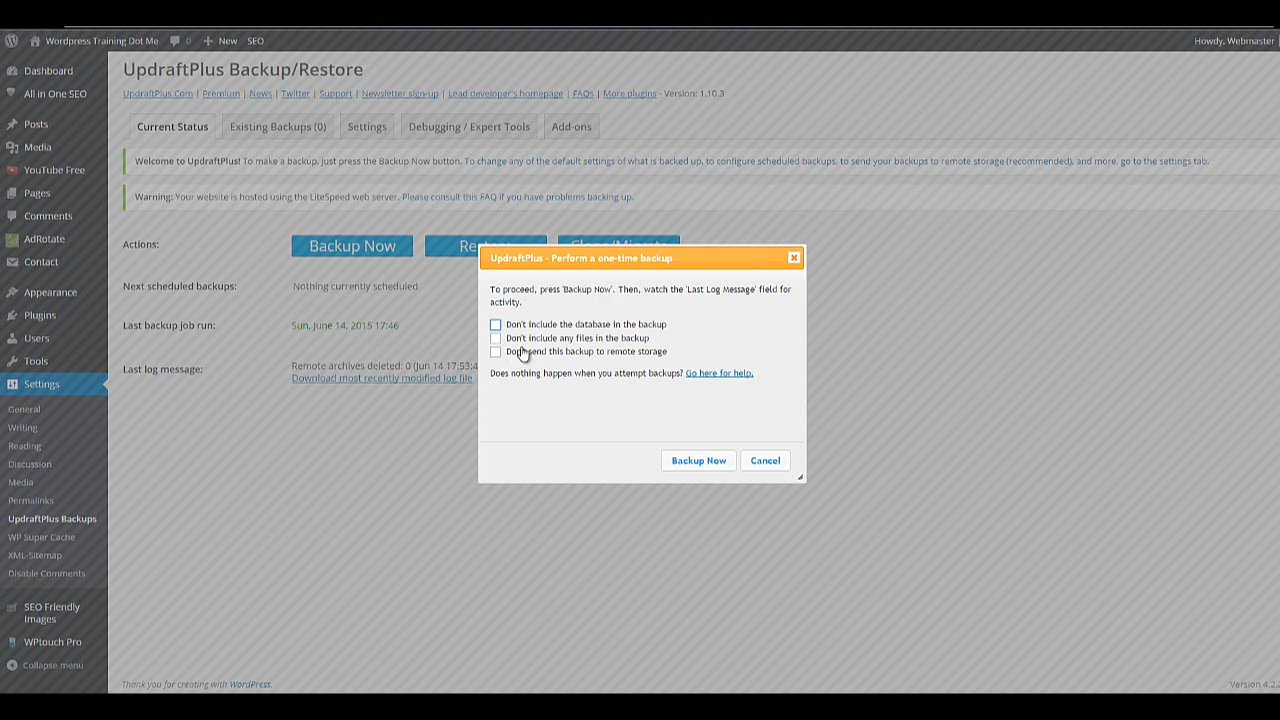 Wordpress Training Dot Me 0 New SEO Howdy, Webmaster
Dashboard
All in One SEO
Posts
Media
YouTube Free
Pages
Comments
AdRotate
Contact
Appearance
Plugins
Users
Tools
Settings
General
Writing
Reading
Discussion
Media
Permalinks
UpdraftPlus Backups
WP Super Cache
XML-Sitemap
Disable Comments
SEO Friendly
Images
WPtouch Pro
Collapse menu
UpdraftPlus Backup/Restore
UpdraftPlus.Com | Premium | News | Twitter | Support | Newsletter sign-up | Lead developer's homepage | FAQs | More plugins - Version: 1.10.3
Current Status Existing Backups (0) Settings Debugging / Expert Tools Add-ons
Welcome to UpdraftPlus! To make a backup, just press the Backup Now button. To change any of the default settings of what is backed up, to configure scheduled backups, to send your backups to remote storage (recommended), and more, go to the settings tab.
Warning: Your website is hosted using the LiteSpeed web server. Please consult this FAQ if you have problems backing up.
Actions: Backup Now
Next scheduled backups: Nothing currently scheduled
Last backup job run: Sun, June 14, 2015 17:46
Last log message: Remote archives deleted: 0 (Jun 14 17:53:4
Download most recently modified log file
UpdraftPlus - Perform a one-time backup
To proceed, press 'Backup Now'. Then, watch the 'Last Log Message' field for
activity.
Don't include the database in the backup
Don't include any files in the backup
send this backup to remote storage
Does nothing happen when you attempt backups? Go here for help.
Backup Now Cancel
Thank you for creating with WordPress.
Version 4.2.